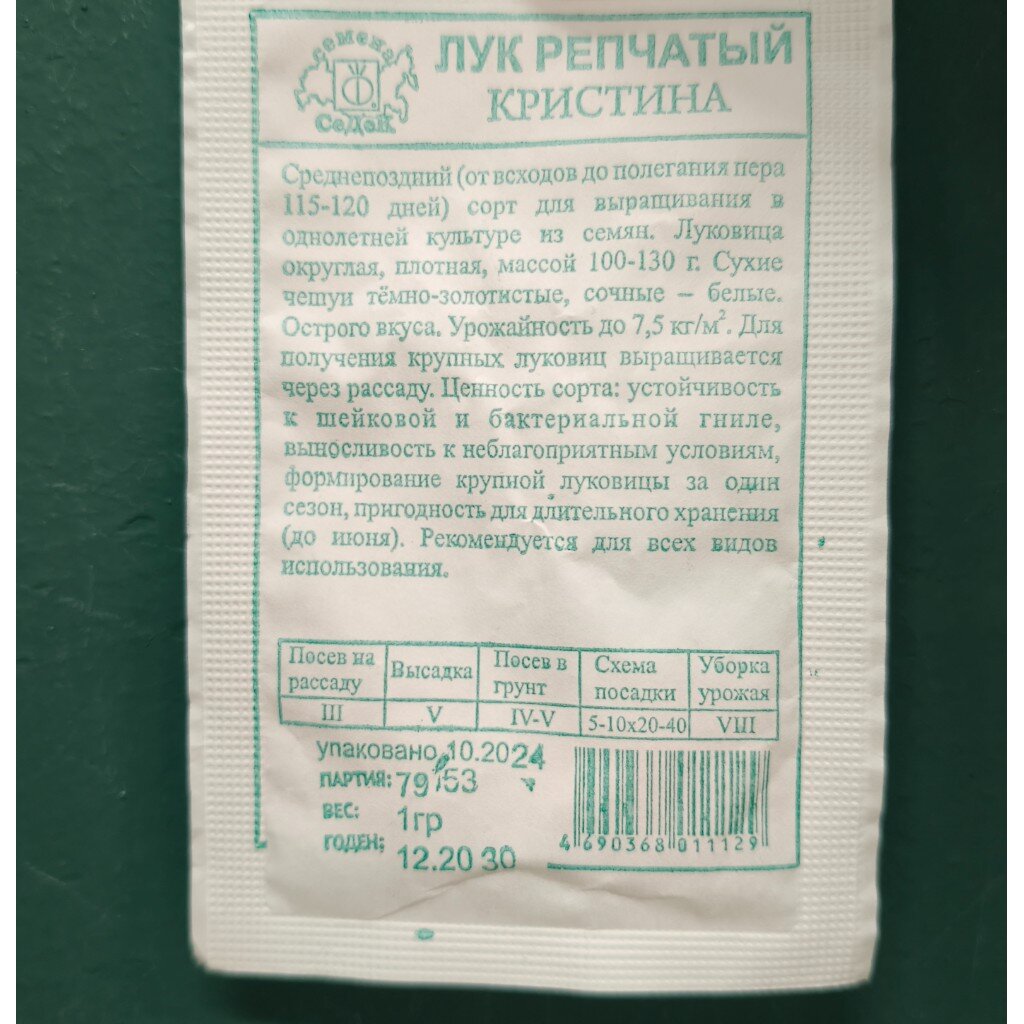 семена
СеДеК
ЛУК РЕПЧАТЫЙ
КРИСТИНА
Среднепоздний (от всходов до полегания пера
115-120 дней) сорт для выращивания в
однолетней культуре из семян. Луковица
округлая, плотная, массой 100-130 г. Сухие
чешуи тёмно-золотистые, сочные – белые.
Острого вкуса. Урожайность до 7,5 кг/м². Для
получения крупных луковиц выращивается
через рассаду. Ценность сорта: устойчивость
к шейковой и бактериальной гниле,
выносливость к неблагоприятным условиям,
формирование крупной луковицы за один
сезон, пригодность для длительного хранения
(до июня). Рекомендуется для всех видов
использования.
Посев на рассаду Высадка Посев в грунт Схема посадки Уборка урожая
III V IV-V 5-10х20-40 VIII
упаковано 10.2024
ПАРТИЯ: 79153
ВЕС: 1гр
ГОДЕН: 12.2030
4 690368 011129